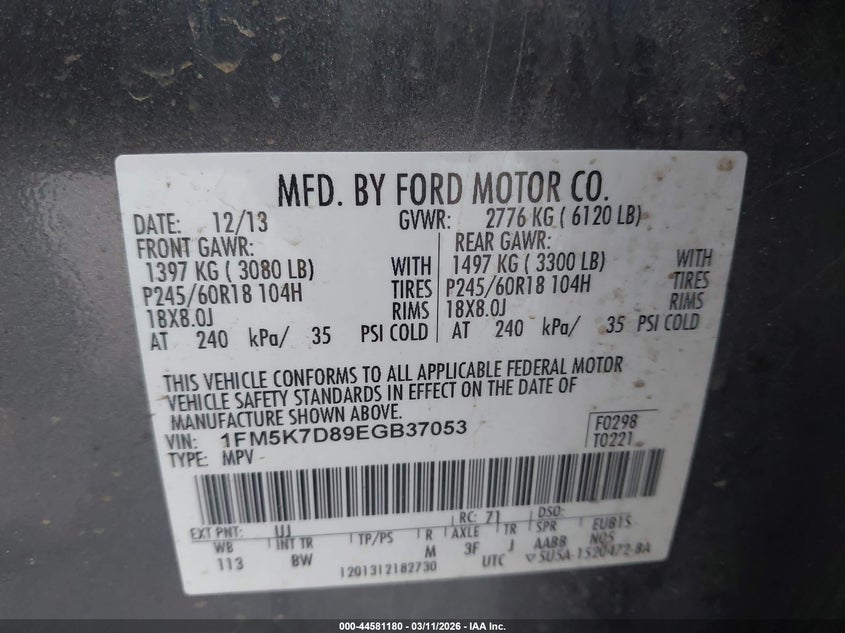 MFD. BY FORD MOTOR CO.
DATE: 12/13 GVWR: 2776 KG ( 6120 LB)
FRONT GAWR: REAR GAWR:
1397 KG ( 3080 LB) WITH 1497 KG ( 3300 LB) WITH
P245/60R18 104H TIRES P245/60R18 104H TIRES
18X8.0J RIMS 18X8.0J RIMS
AT 240 kPa/ 35 PSI COLD AT 240 kPa/ 35 PSI COLD
THIS VEHICLE CONFORMS TO ALL APPLICABLE FEDERAL MOTOR
VEHICLE SAFETY STANDARDS IN EFFECT ON THE DATE OF
MANUFACTURE SHOWN ABOVE.
VIN: 1FM5K7D89EGB37053 F0298
TYPE: MPV T0221
EXT PNT: UJ RC: 71 DSO:
WB INT TR TP/PS R AXLE TR SPR EUB1S
113 BW M 3F J AABB NQS
1201312182730 UTC ▽5U5A-1520472-BA
000-44581180 - 03/11/2026 - IAA Inc.